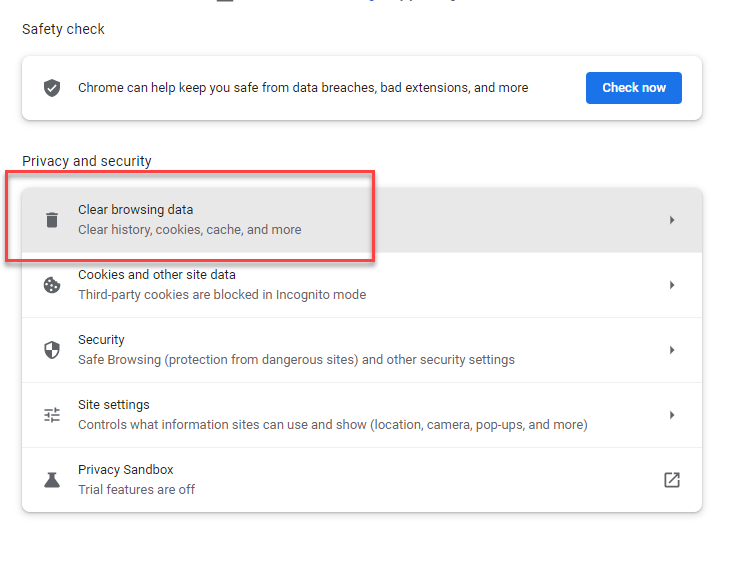 Safety check
Chrome can help keep you safe from data breaches, bad extensions, and more
Check now
Privacy and security
Clear browsing data
Clear history, cookies, cache, and more
Cookies and other site data
Third-party cookies are blocked in Incognito mode
Security
Safe Browsing (protection from dangerous sites) and other security settings
Site settings
Controls what information sites can use and show (location, camera, pop-ups, and more)
Privacy Sandbox
Trial features are off